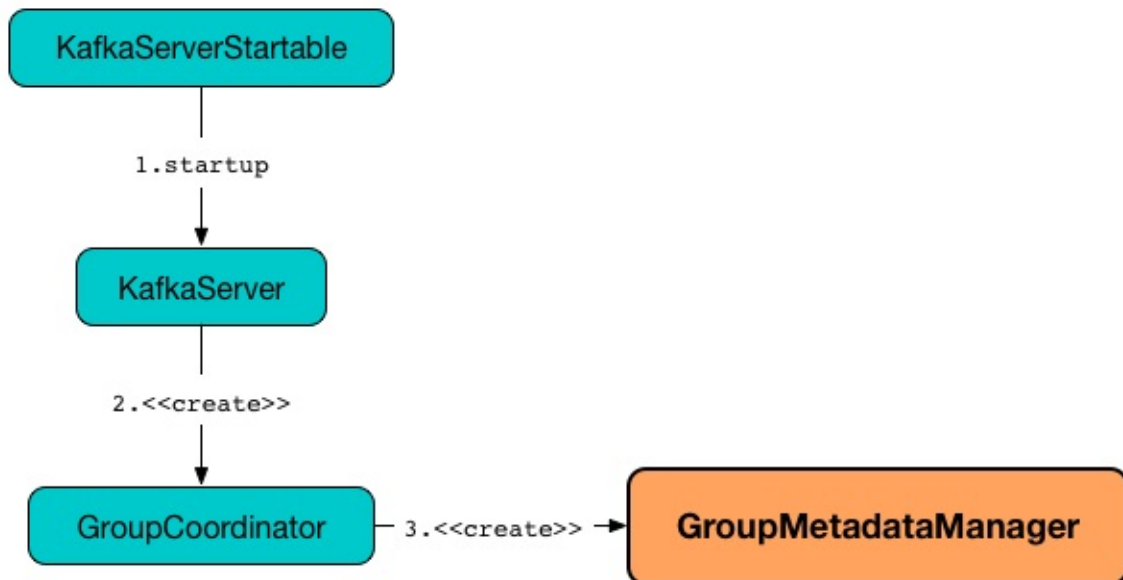 KafkaServerStartable
1.startup
KafkaServer
2.<<create>>
GroupCoordinator
3.<<create>>
GroupMetadataManager